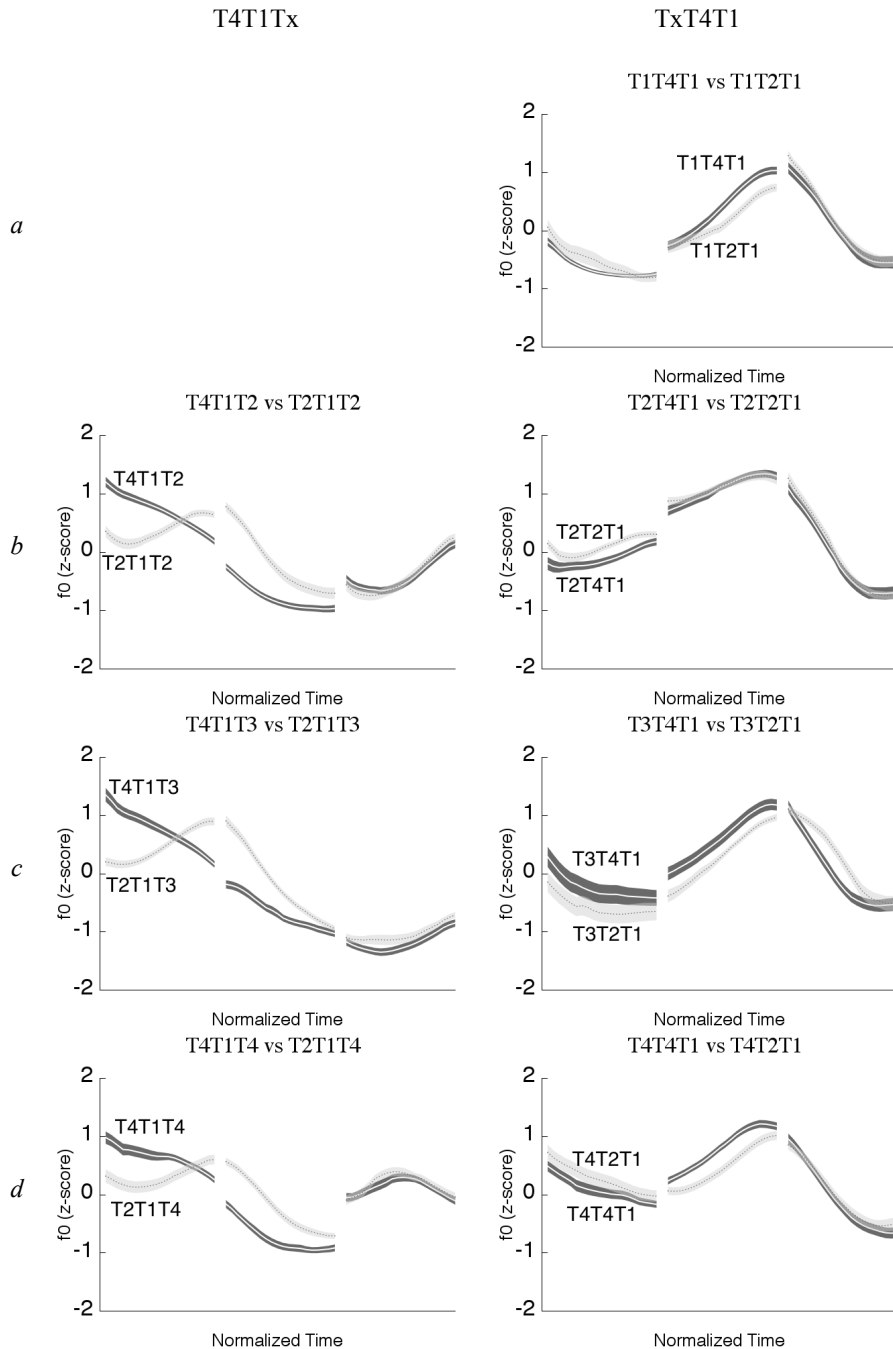 T4T1Tx
TxT4T1
a
T1T4T1 vs T1T2T1
f0 (z-score)
2
1
0
-1
-2
T1T4T1
T1T2T1
Normalized Time
b
T4T1T2 vs T2T1T2
f0 (z-score)
2
1
0
-1
-2
T4T1T2
T2T1T2
Normalized Time
T2T4T1 vs T2T2T1
f0 (z-score)
2
1
0
-1
-2
T2T2T1
T2T4T1
Normalized Time
c
T4T1T3 vs T2T1T3
f0 (z-score)
2
1
0
-1
-2
T4T1T3
T2T1T3
Normalized Time
T3T4T1 vs T3T2T1
f0 (z-score)
2
1
0
-1
-2
T3T4T1
T3T2T1
Normalized Time
d
T4T1T4 vs T2T1T4
f0 (z-score)
2
1
0
-1
-2
T4T1T4
T2T1T4
Normalized Time
T4T4T1 vs T4T2T1
f0 (z-score)
2
1
0
-1
-2
T4T2T1
T4T4T1
Normalized Time